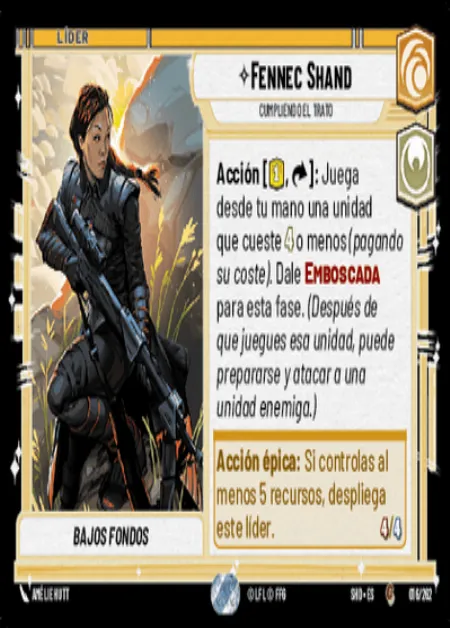 LÍDER
FENNEC SHAND
CUMPLIENDO EL TRATO
Acción [1, ]: Juega
desde tu mano una unidad
que cueste 4 o menos (pagando
su coste). Dale EMBOSCADA
para esta fase. (Después de
que juegues esa unidad, puede
prepararse y atacar a una
unidad enemiga.)
Acción épica: Si controlas al
menos 5 recursos, despliega
este líder.
4/4
BAJOS FONDOS
AMÉLIE HUTT
© LFL © FFG
SHD • ES
016/262